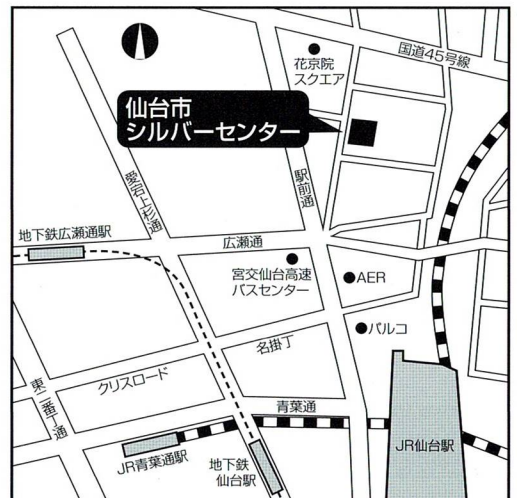 国道45号線
花京院
スクエア
仙台市
シルバーセンター
愛宕上杉通
駅前通
地下鉄広瀬通駅
広瀬通
宮交仙台高速
バスセンター
AER
パルコ
名掛丁
クリスロード
東二番丁通
青葉通
JR青葉通駅
地下鉄
仙台駅
JR仙台駅